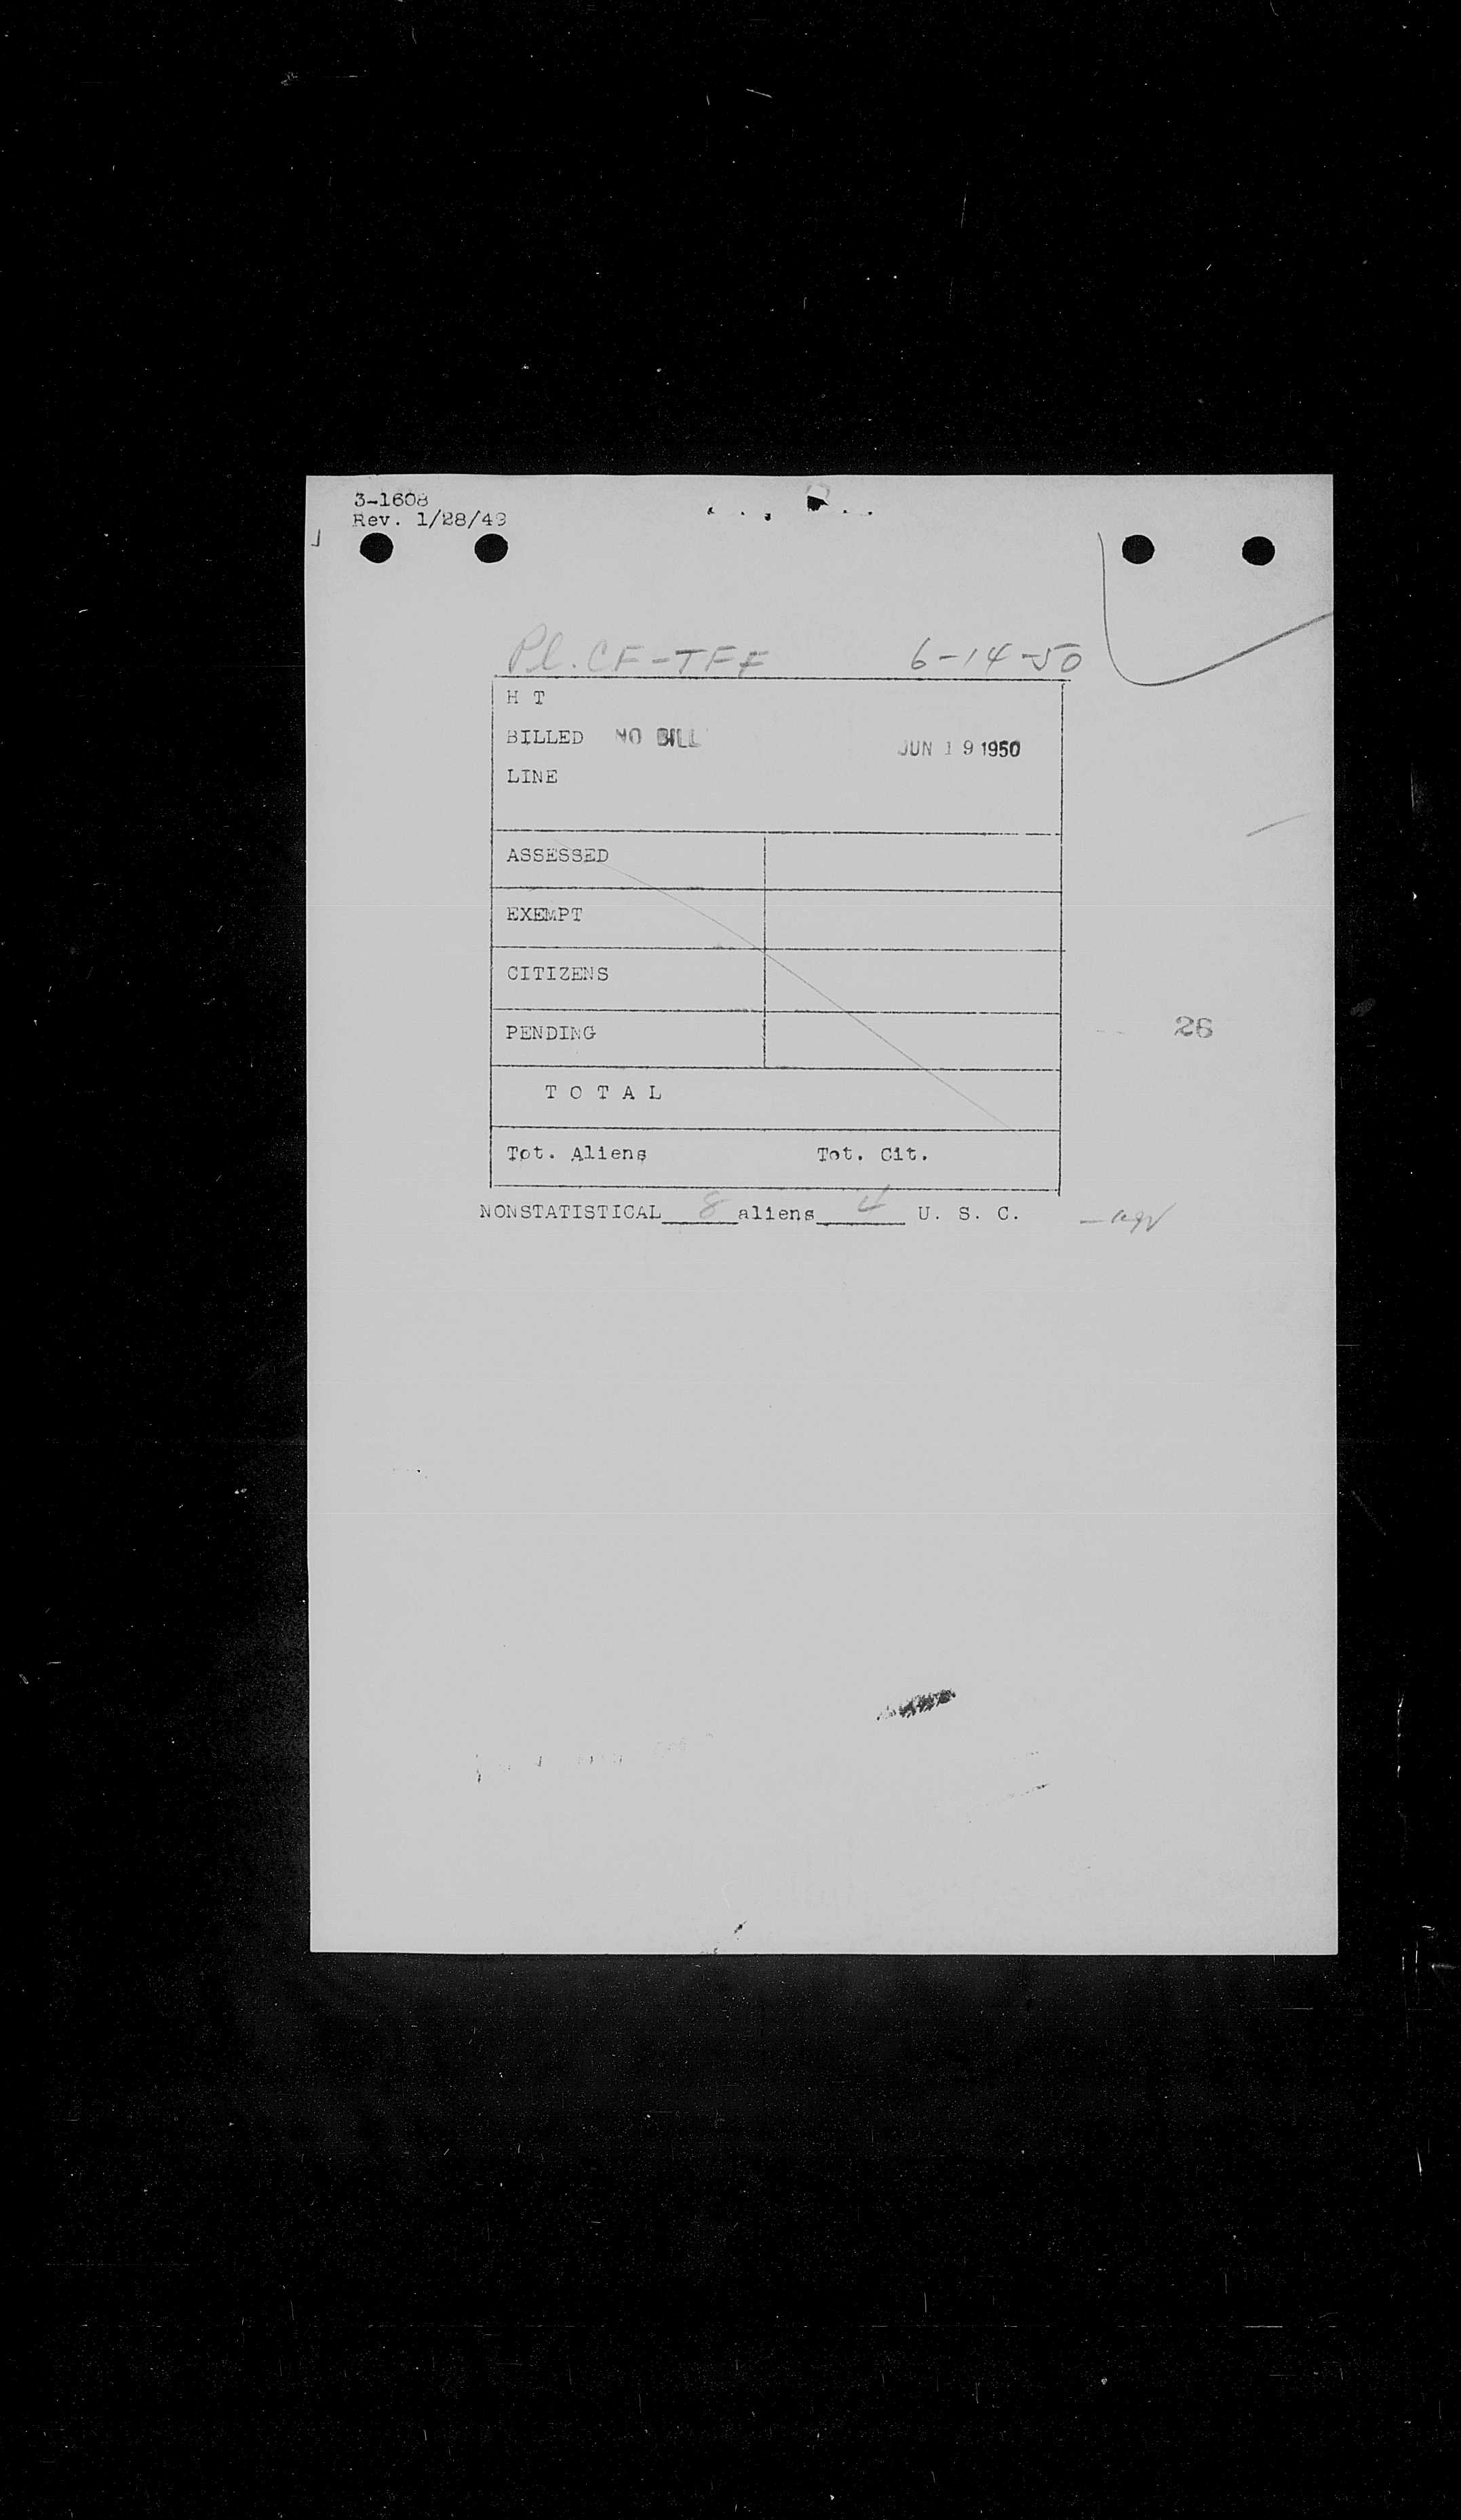 3-1608
Rev. 1/28/49
Pl. CF-TFF 6-14-50
H T
BILLED NO BILL JUN 19 1950
LINE
ASSESSED
EXEMPT
CITIZENS
PENDING
26
T O T A L
Tot. Aliens Tot. Cit.
NONSTATISTICAL 8 aliens 4 U. S. C.